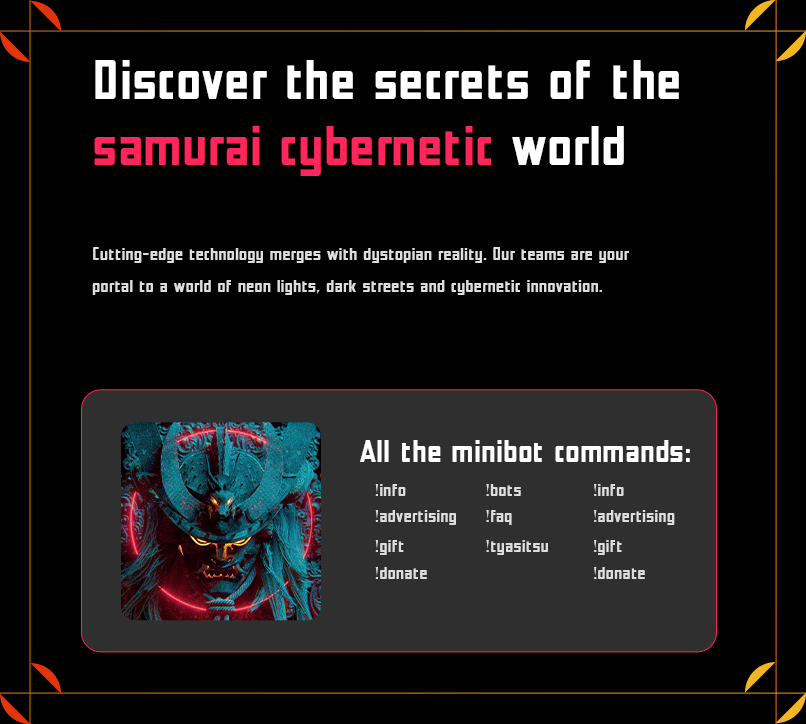 Discover the secrets of the
samurai cybernetic world
Cutting-edge technology merges with dystopian reality. Our teams are your
portal to a world of neon lights, dark streets and cybernetic innovation.
All the minibot commands:
!info !bots !info
!advertising !faq !advertising
!gift !tyasitsu !gift
!donate !donate